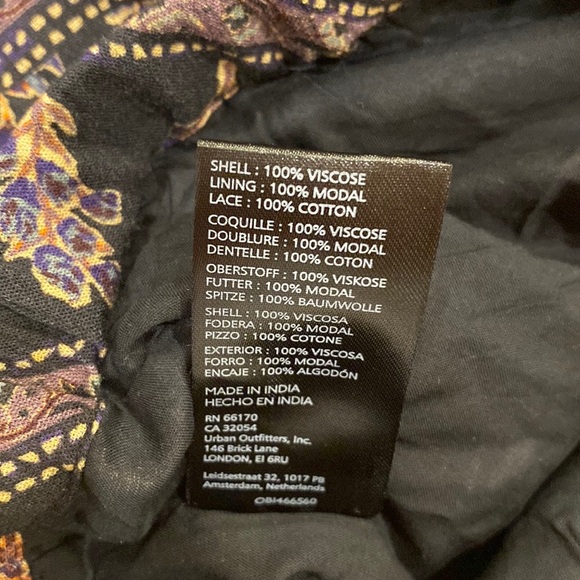 SHELL : 100% VISCOSE
LINING : 100% MODAL
LACE : 100% COTTON
COQUILLE : 100% VISCOSE
DOUBLURE : 100% MODAL
DENTELLE : 100% COTON
OBERSTOFF : 100% VISKOSE
FUTTER : 100% MODAL
SPITZE : 100% BAUMWOLLE
SHELL : 100% VISCOSA
FODERA : 100% MODAL
PIZZO : 100% COTONE
EXTERIOR : 100% VISCOSA
FORRO : 100% MODAL
ENCAJE : 100% ALGODÓN
MADE IN INDIA
HECHO EN INDIA
RN 66170
CA 32054
Urban Outfitters, Inc.
146 Brick Lane
LONDON, E1 6RU
Leidsestraat 32, 1017 PB
Amsterdam, Netherlands
OBI466560